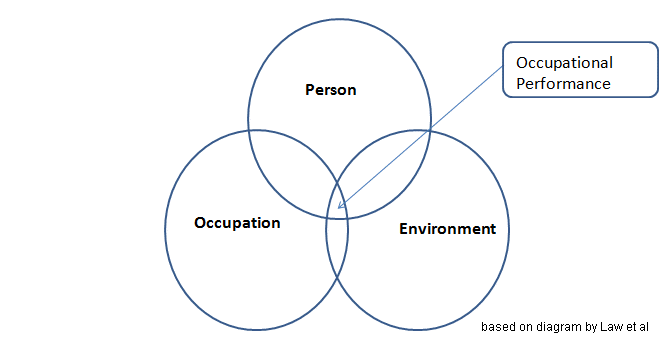 Person
Occupational
Performance
Occupation
Environment
based on diagram by Law et al